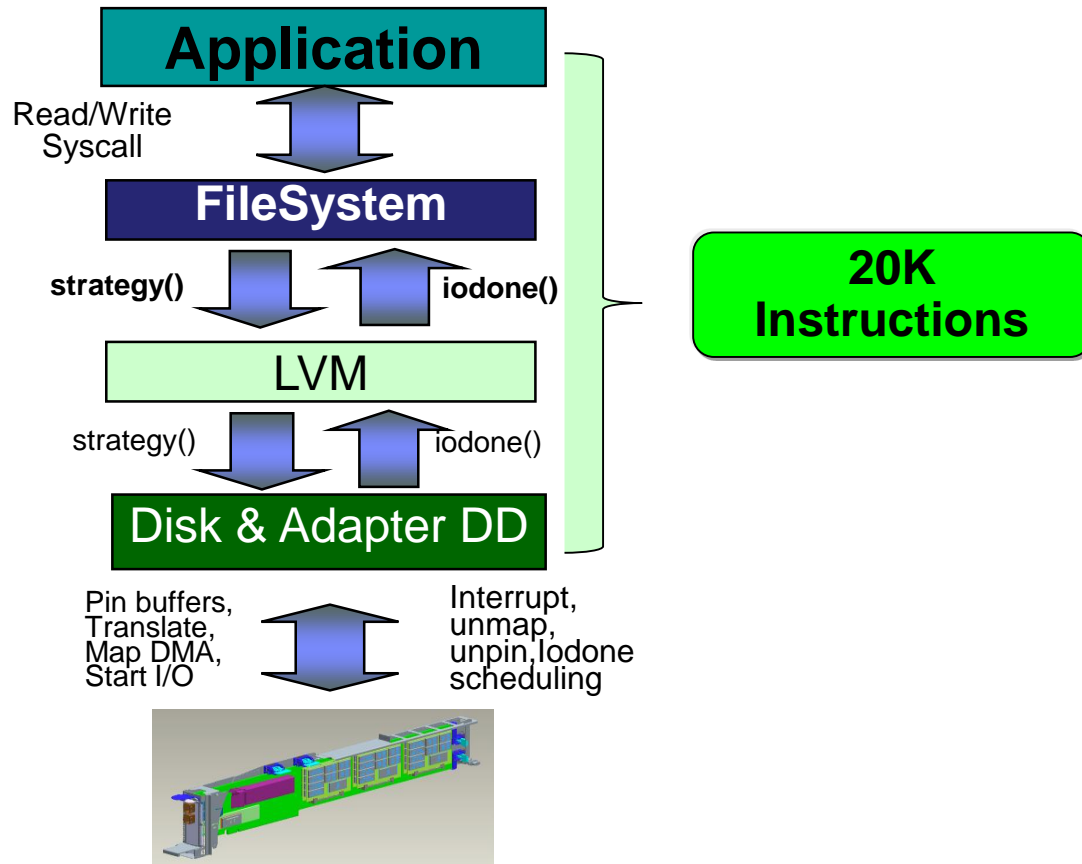 Application
Read/Write
Syscall
FileSystem
strategy()
iodone()
20K
Instructions
LVM
strategy()
iodone()
Disk & Adapter DD
Pin buffers,
Translate,
Map DMA,
Start I/O
Interrupt,
unmap,
unpin,Iodone
scheduling